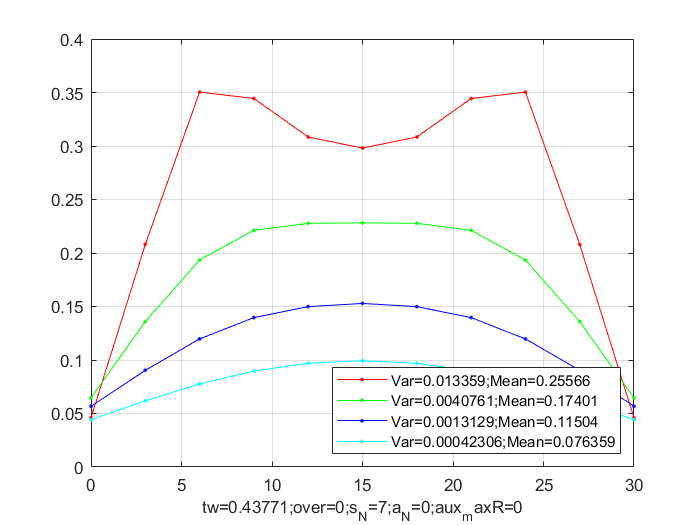 0.4
0.35
0.3
0.25
0.2
0.15
0.1
0.05
0
Var=0.013359;Mean=0.25566
Var=0.0040761;Mean=0.17401
Var=0.0013129;Mean=0.11504
Var=0.00042306;Mean=0.076359
0 5 10 15 20 25 30
tw=0.43771;over=0;s_N=7;a_N=0;aux_maxR=0